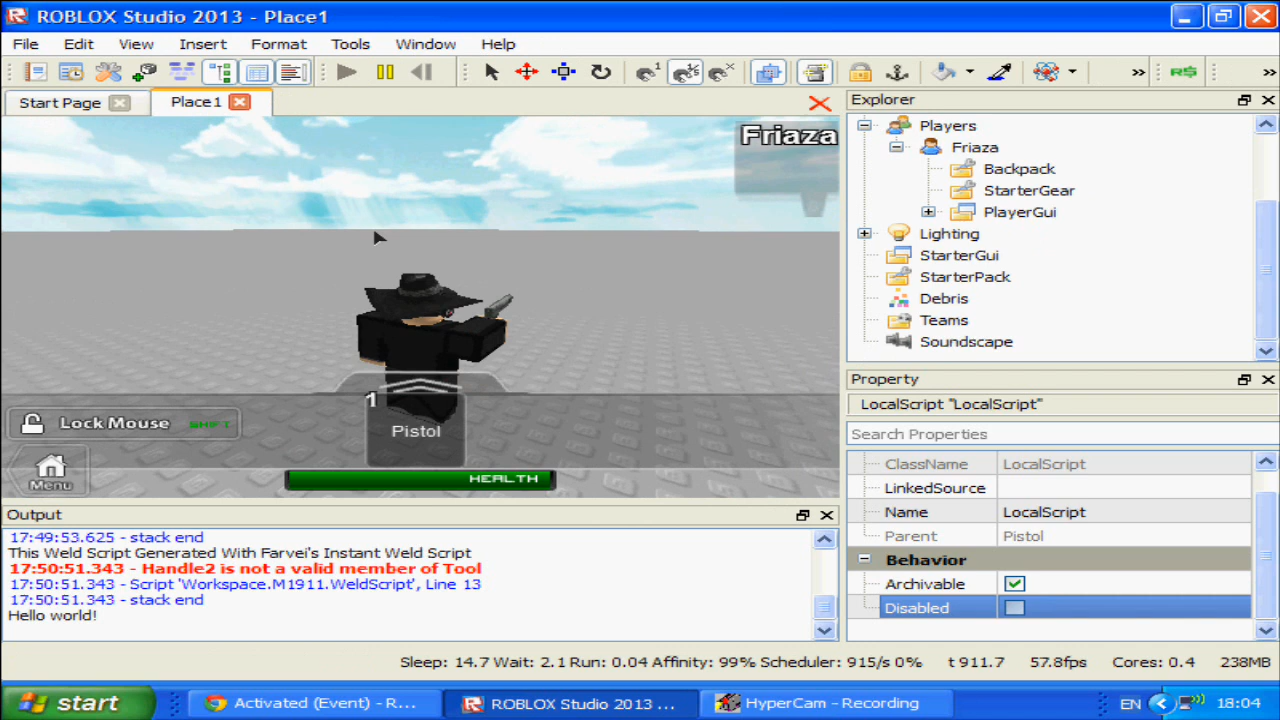 ROBLOX Studio 2013 - Place1
File Edit View Insert Format Tools Window Help
R$
Start Page Place1
Friaza
1
Pistol
Lock Mouse SHIFT
Menu
HEALTH
Output
17:49:53.625 - stack end
This Weld Script Generated With Farvei's Instant Weld Script
17:50:51.343 - Handle2 is not a valid member of Tool
17:50:51.343 - Script 'Workspace.M1911.WeldScript', Line 13
17:50:51.343 - stack end
Hello world!
Explorer
Players
Friaza
Backpack
StarterGear
PlayerGui
Lighting
StarterGui
StarterPack
Debris
Teams
Soundscape
Property
LocalScript "LocalScript"
Search Properties
ClassName LocalScript
LinkedSource
Name LocalScript
Parent Pistol
Behavior
Archivable
Disabled
Sleep: 14.7 Wait: 2.1 Run: 0.04 Affinity: 99% Scheduler: 915/s 0% t 911.7 57.8fps Cores: 0.4 238MB
start Activated (Event) - R... ROBLOX Studio 2013 ... HyperCam - Recording EN 18:04